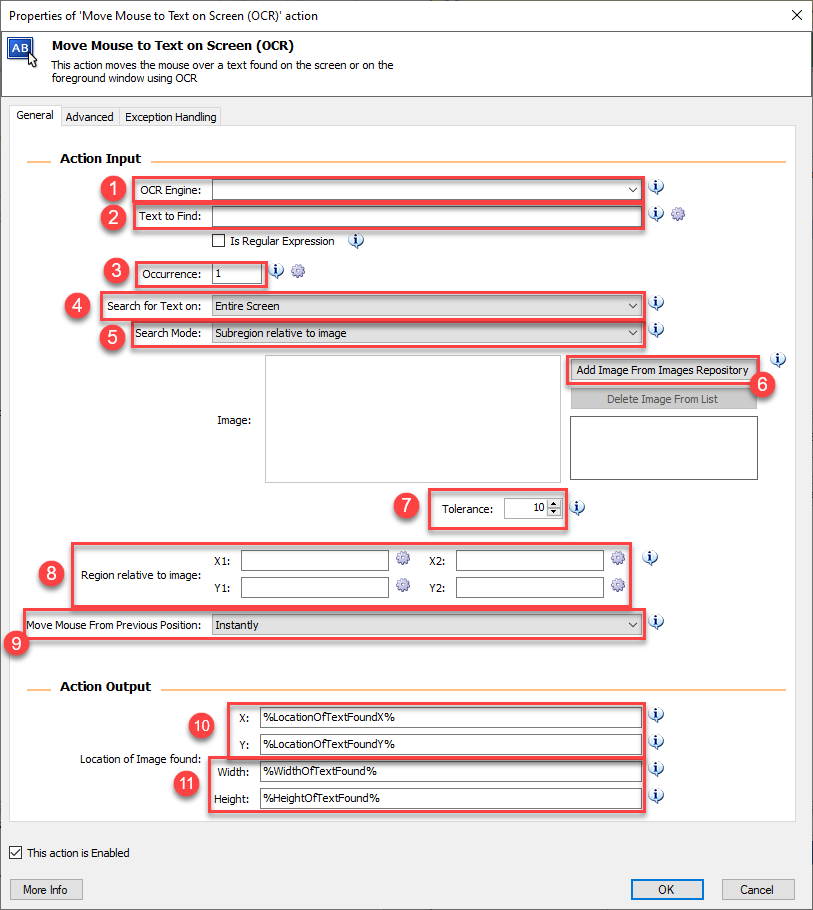 Properties of 'Move Mouse to Text on Screen (OCR)' action
AB
Move Mouse to Text on Screen (OCR)
This action moves the mouse over a text found on the screen or on the
foreground window using OCR
General Advanced Exception Handling
Action Input
1 OCR Engine:
2 Text to Find:
Is Regular Expression
3 Occurrence: 1
4 Search for Text on: Entire Screen
5 Search Mode: Subregion relative to image
Add Image From Images Repository
6
Delete Image From List
Image:
7 Tolerance: 10
X1: X2:
8 Region relative to image:
Y1: Y2:
Move Mouse From Previous Position: Instantly
9
Action Output
10 X: %LocationOfTextFoundX%
Y: %LocationOfTextFoundY%
Location of Image found:
11 Width: %WidthOfTextFound%
Height: %HeightOfTextFound%
This action is Enabled
More Info OK Cancel